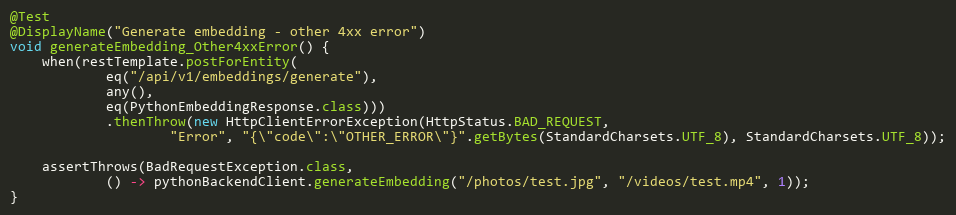 @Test
@DisplayName("Generate embedding - other 4xx error")
void generateEmbedding_Other4xxError() {
    when(restTemplate.postForEntity(
            eq("/api/v1/embeddings/generate"),
            any(),
            eq(PythonEmbeddingResponse.class)))
            .thenThrow(new HttpClientErrorException(HttpStatus.BAD_REQUEST,
                    "Error", "{\"code\":\"OTHER_ERROR\"}".getBytes(StandardCharsets.UTF_8), StandardCharsets.UTF_8));

    assertThrows(BadRequestException.class,
            () -> pythonBackendClient.generateEmbedding("/photos/test.jpg", "/videos/test.mp4", 1));
}